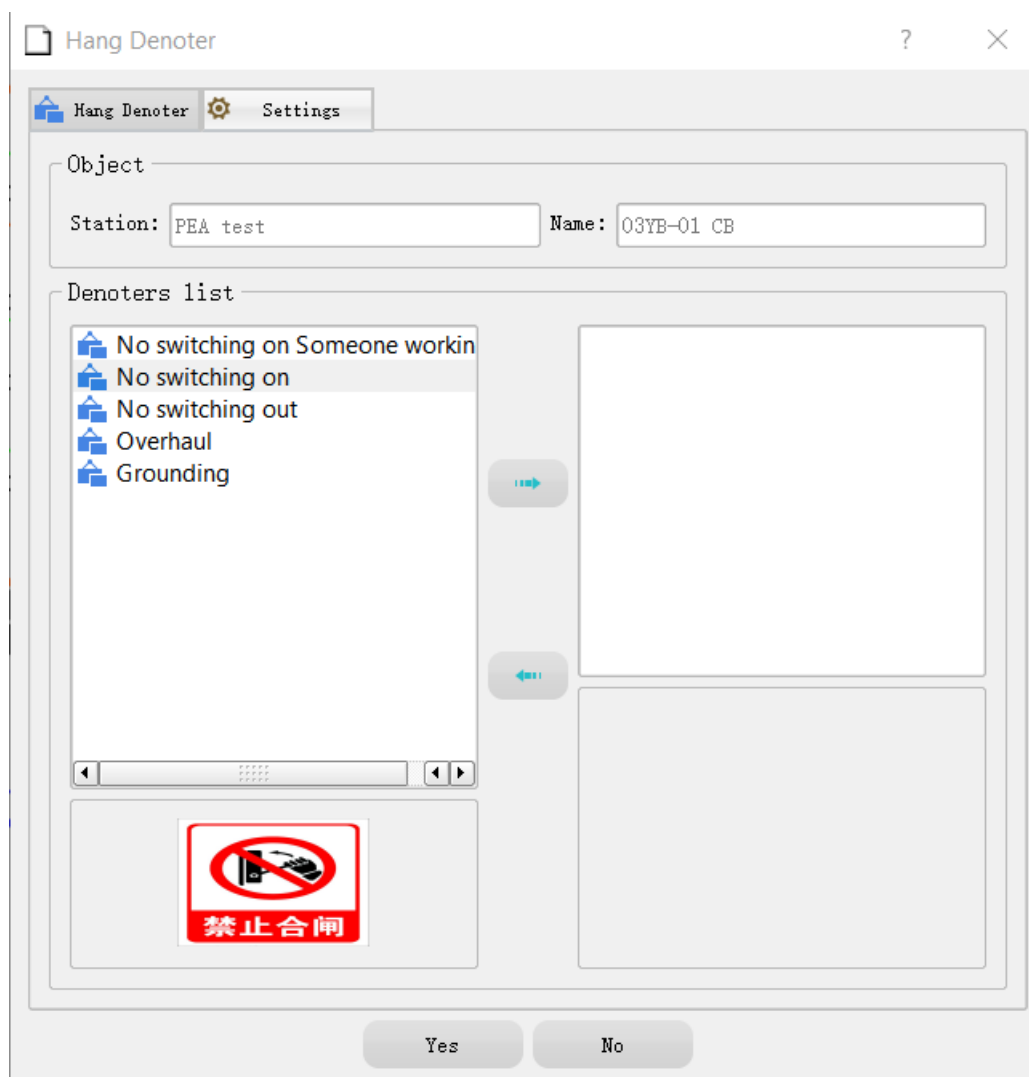 Hang Denoter
Hang Denoter Settings
Object
Station: PEA test Name: 03YB-01 CB
Denoters list
No switching on Someone workin
No switching on
No switching out
Overhaul
Grounding
禁止合闸
Yes No